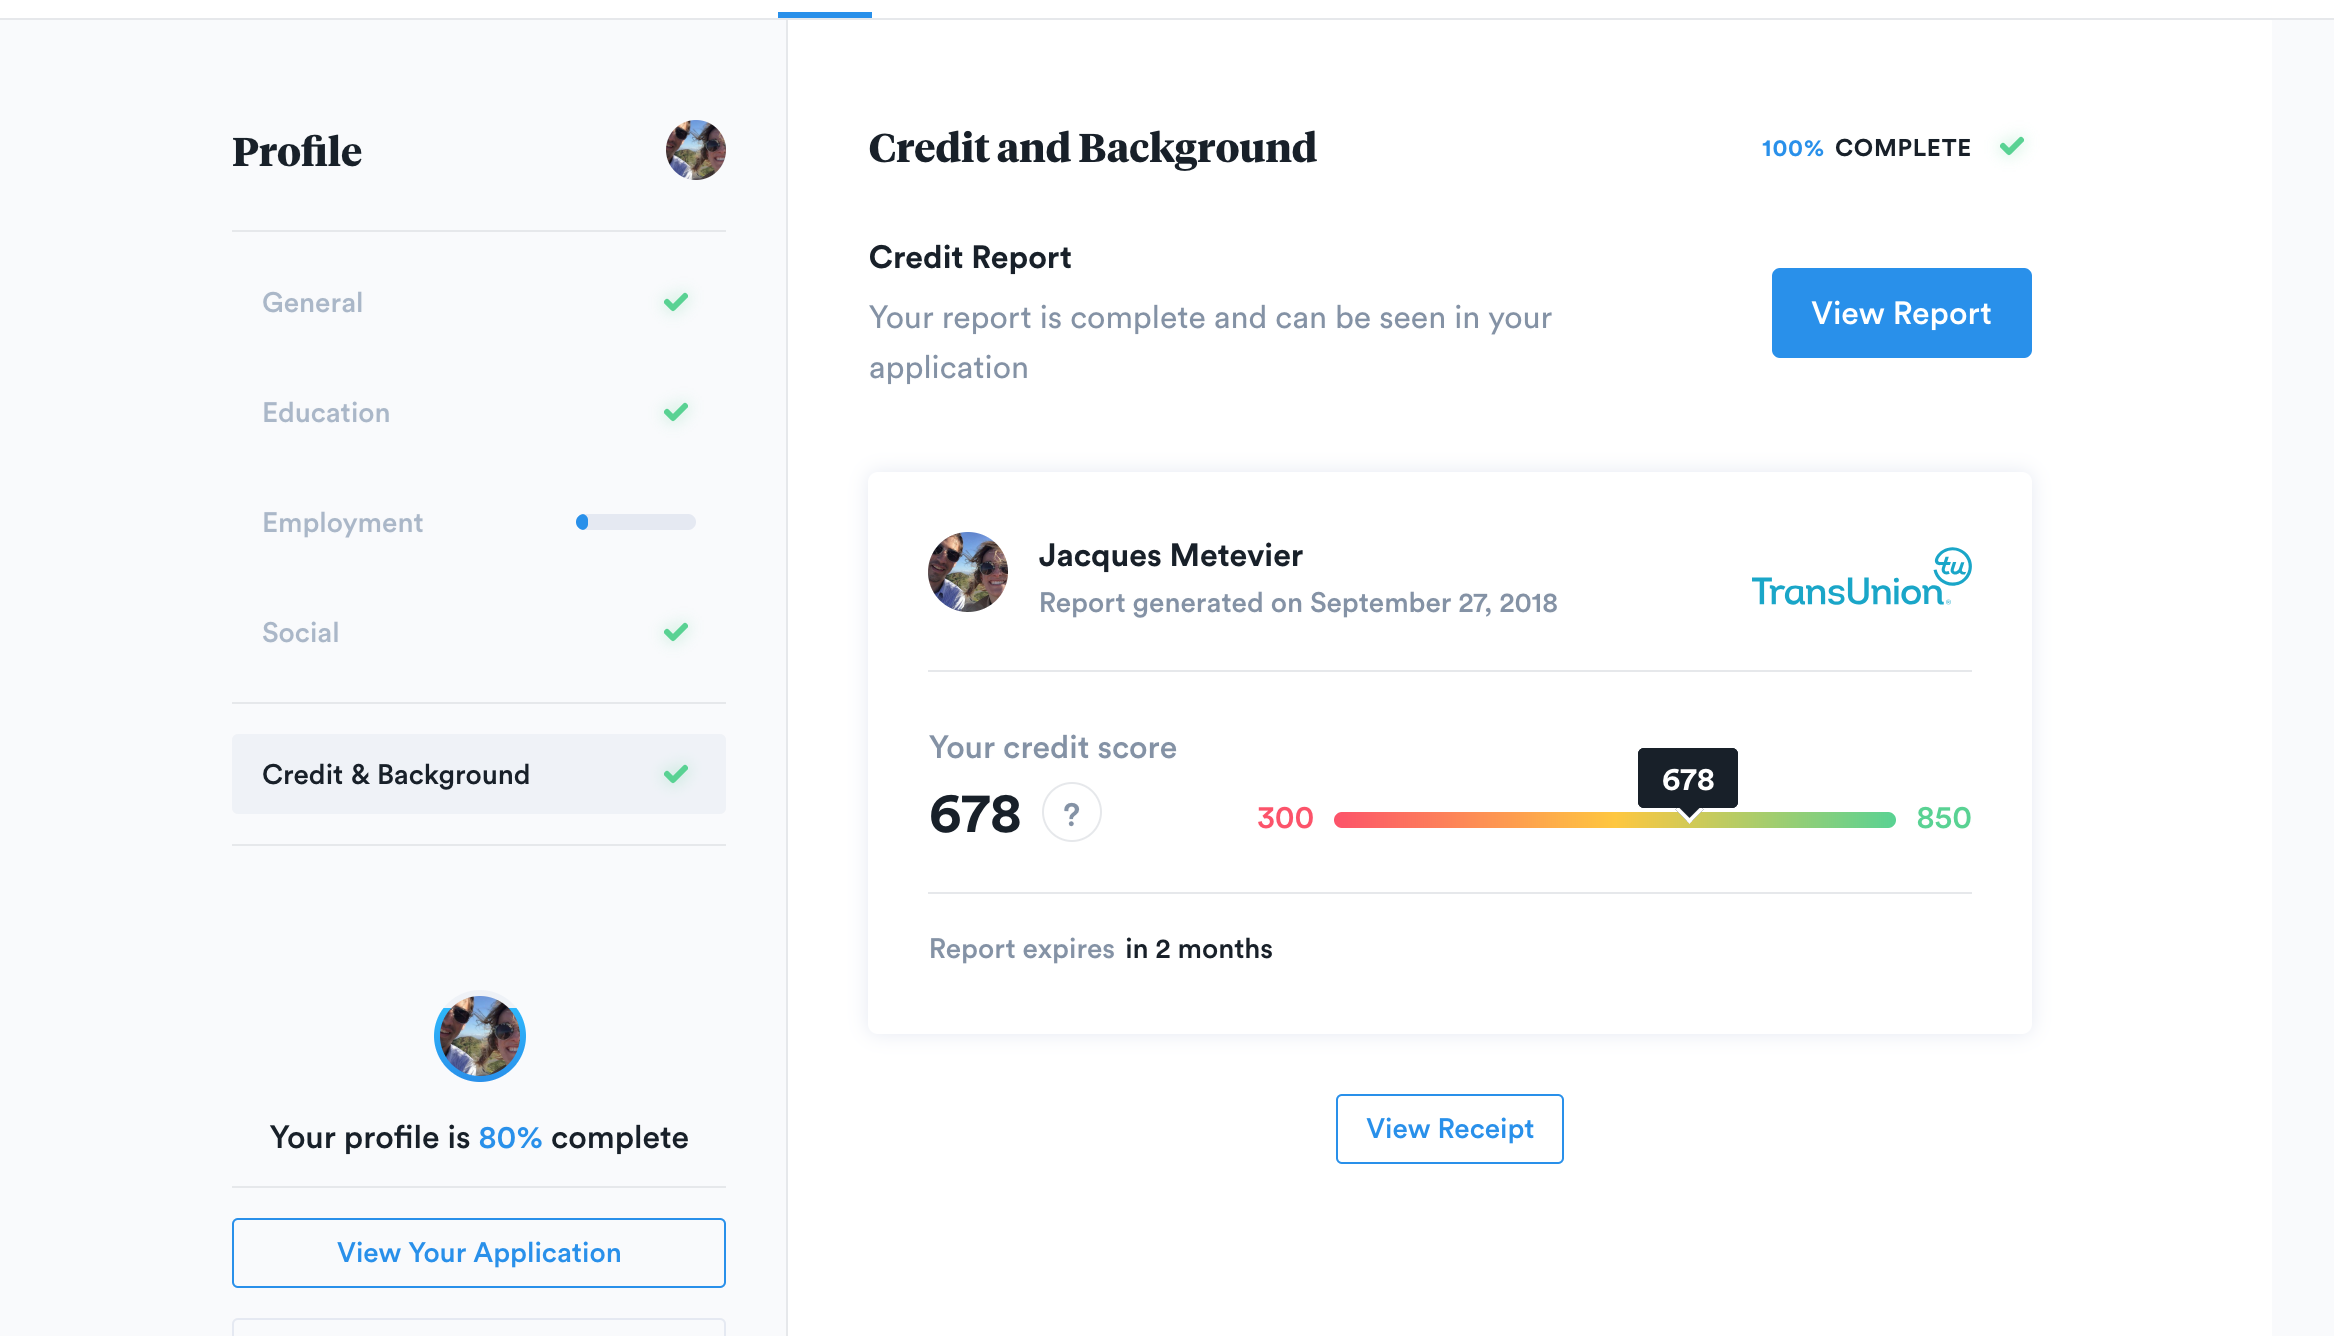 Profile
General
Education
Employment
Social
Credit & Background
Your profile is 80% complete
View Your Application
Credit and Background
100% COMPLETE
Credit Report
Your report is complete and can be seen in your
application
View Report
Jacques Metevier
Report generated on September 27, 2018
tu
TransUnion
Your credit score
678
?
300
678
850
Report expires in 2 months
View Receipt